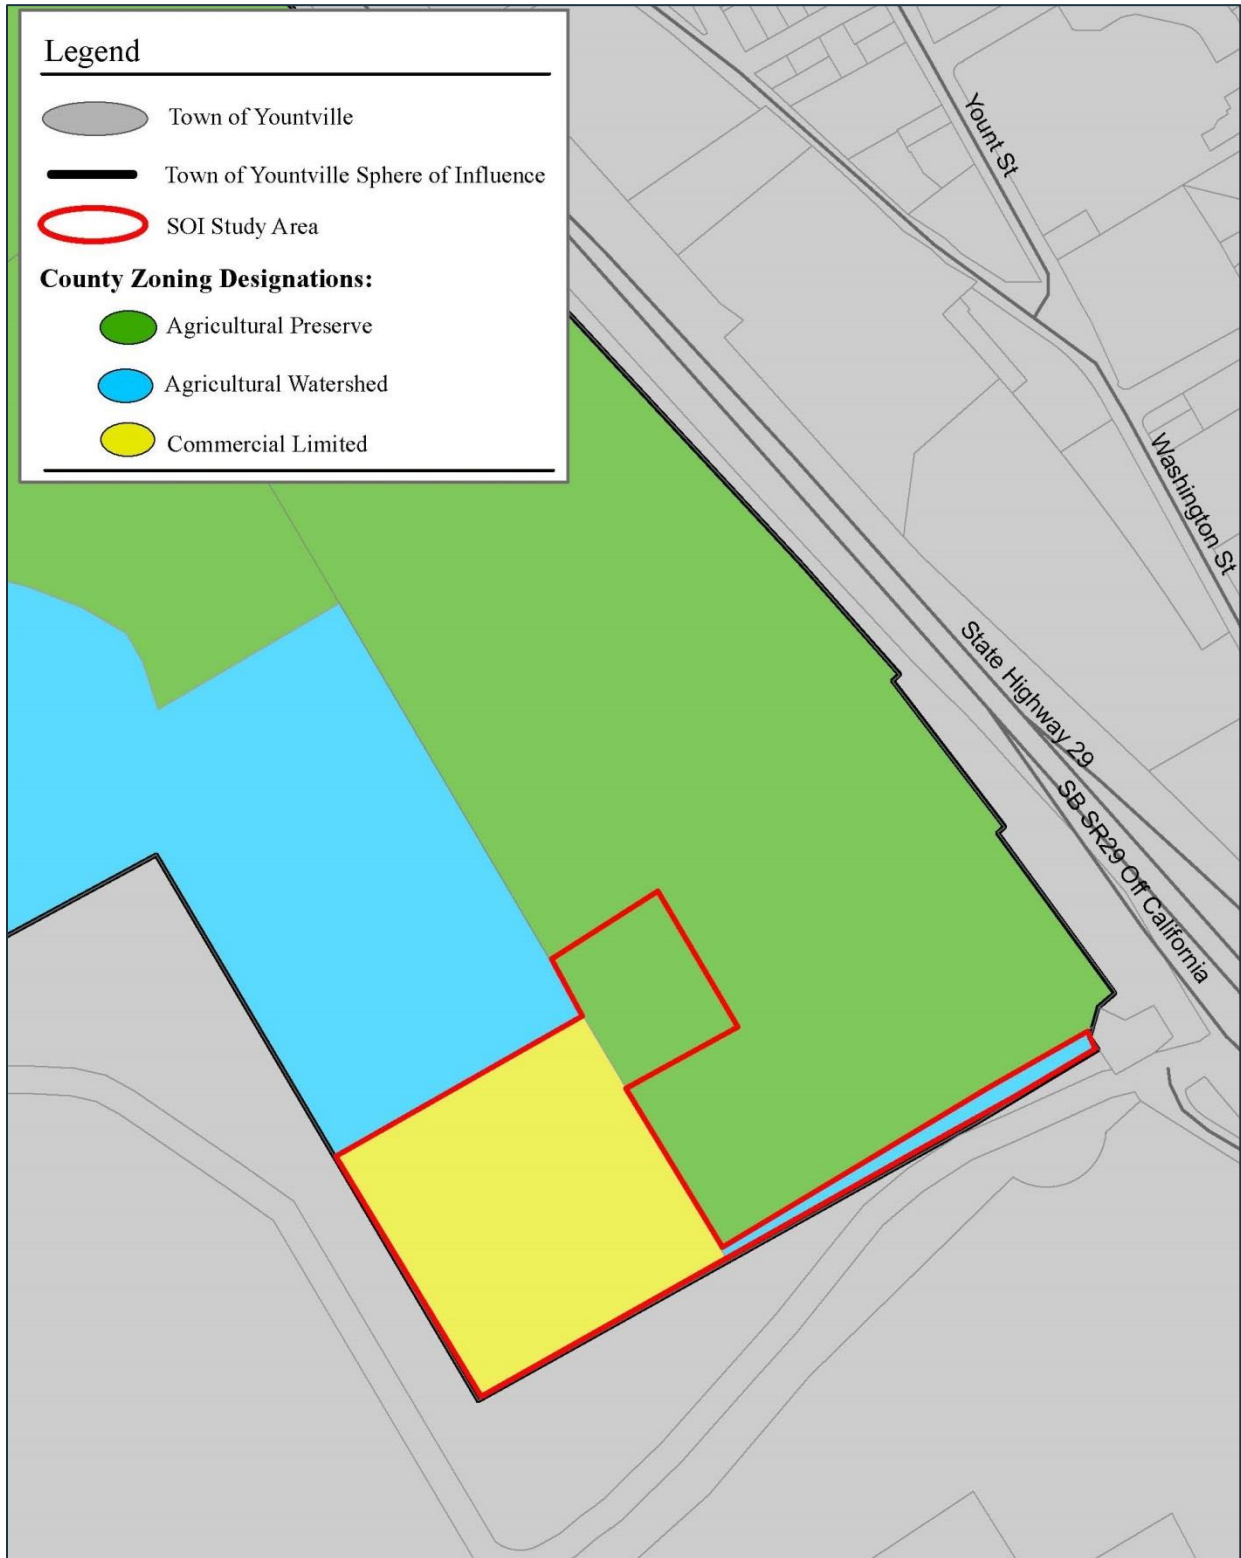 Legend
Town of Yountville
Town of Yountville Sphere of Influence
SOI Study Area
County Zoning Designations:
Agricultural Preserve
Agricultural Watershed
Commercial Limited
Yount St
Washington St
State Highway 29
SB SR29 Off California